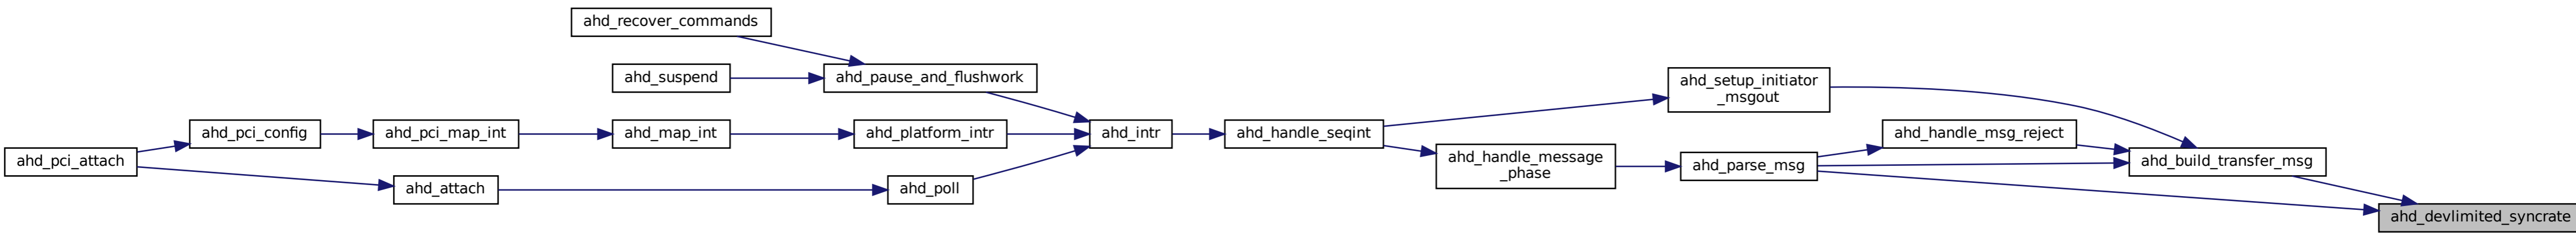 ahd_recover_commands
ahd_suspend
ahd_pause_and_flushwork
ahd_setup_initiator
_msgout
ahd_pci_config
ahd_pci_map_int
ahd_map_int
ahd_platform_intr
ahd_intr
ahd_handle_seqint
ahd_handle_msg_reject
ahd_pci_attach
ahd_handle_message
_phase
ahd_parse_msg
ahd_build_transfer_msg
ahd_attach
ahd_poll
ahd_devlimited_syncrate